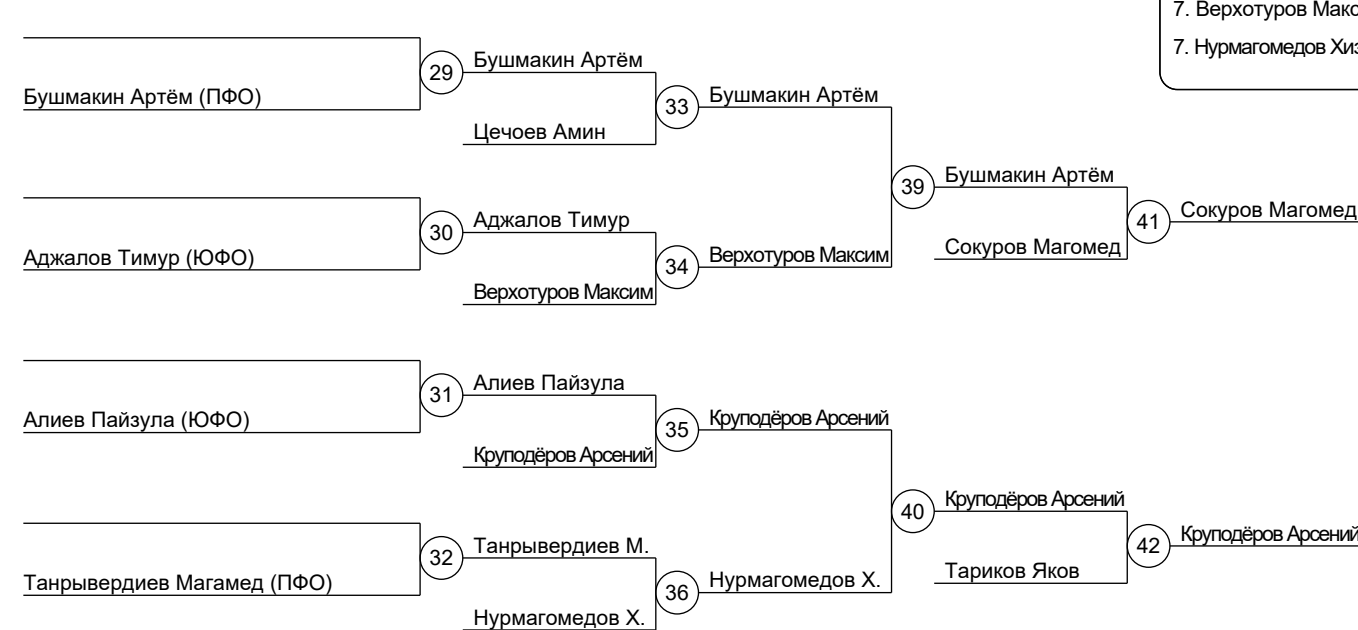 7. Верхотуров
7. Нурмагомедов
Бушмакин Артём (ПФО)
29
Бушмакин Артём
Цечоев Амин
33
Бушмакин Артём
Аджалов Тимур (ЮФО)
30
Аджалов Тимур
Верхотуров Максим
34
Верхотуров Максим
39
Бушмакин Артём
Сокуров Магомед
41
Сокуров Магомед
Алиев Пайзула (ЮФО)
31
Алиев Пайзула
Круподёров Арсений
35
Круподёров Арсений
Танрывердиев Магамед (ПФО)
32
Танрывердиев М.
Нурмагомедов Х.
36
Нурмагомедов Х.
40
Круподёров Арсений
Тариков Яков
42
Круподёров Арсений